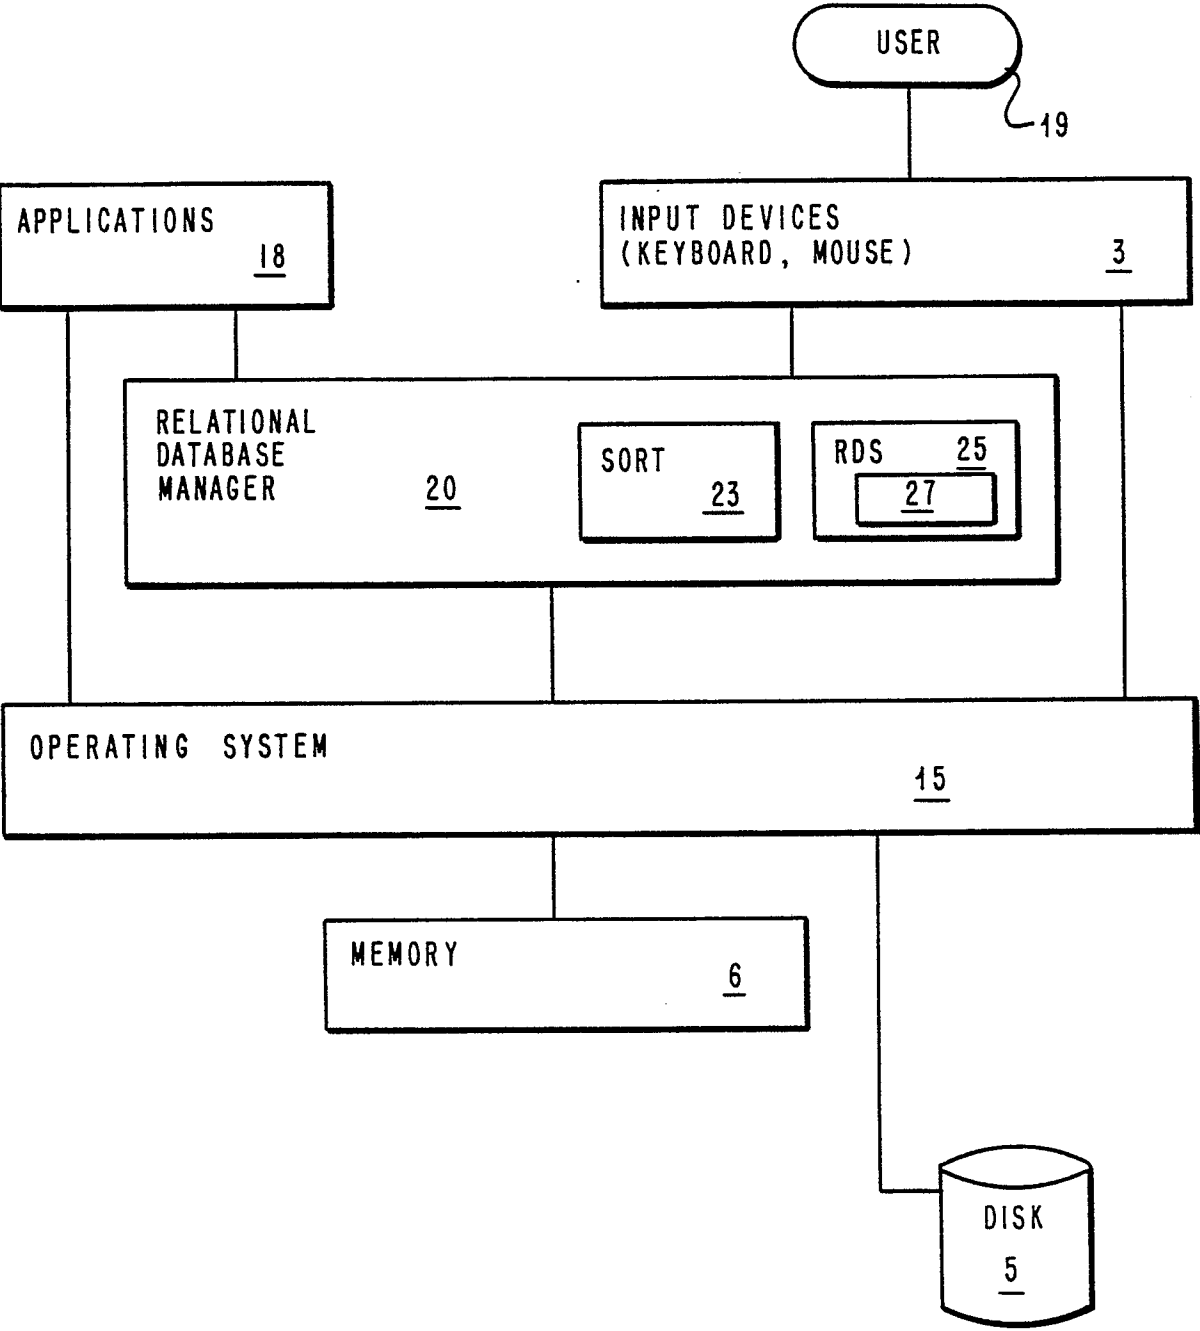 USER
19
APPLICATIONS
18
INPUT DEVICES
(KEYBOARD, MOUSE)
3
RELATIONAL
DATABASE
MANAGER
20
SORT
23
RDS
25
27
OPERATING SYSTEM
15
MEMORY
6
DISK
5